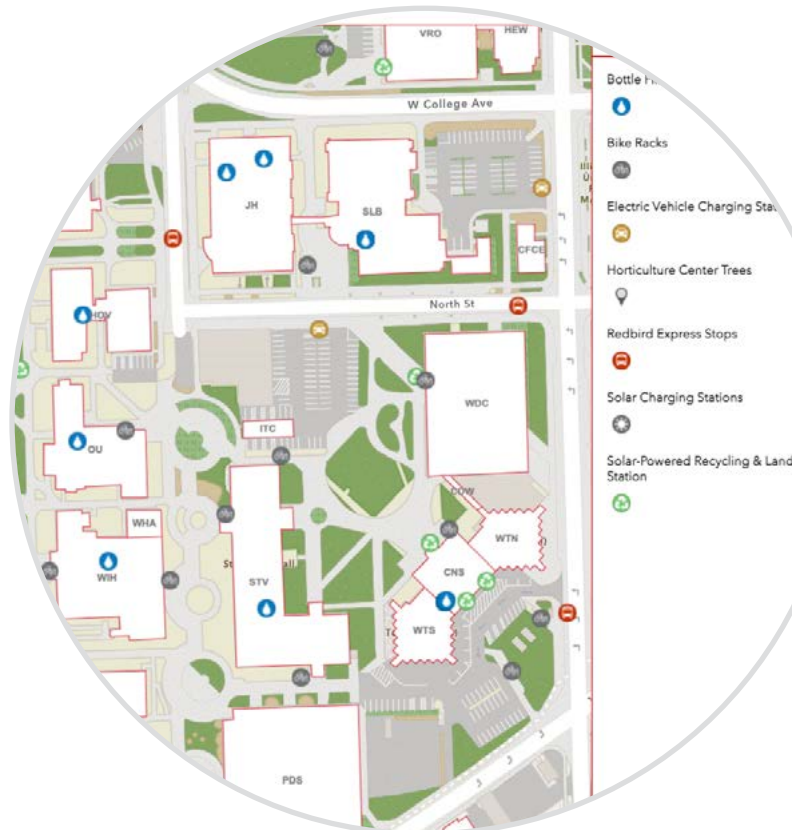 VRO
HEW
W College Ave
JH
SLB
CFCE
HOV
North St
WDC
ITC
OU
CDW
WHA
WTN
WIH
STV
CNS
WTS
PDS
Bottle
Bike Racks
Electric Vehicle Charging
Horticulture Center Trees
Redbird Express Stops
Solar Charging Stations
Solar-Powered Recycling & Land
Station